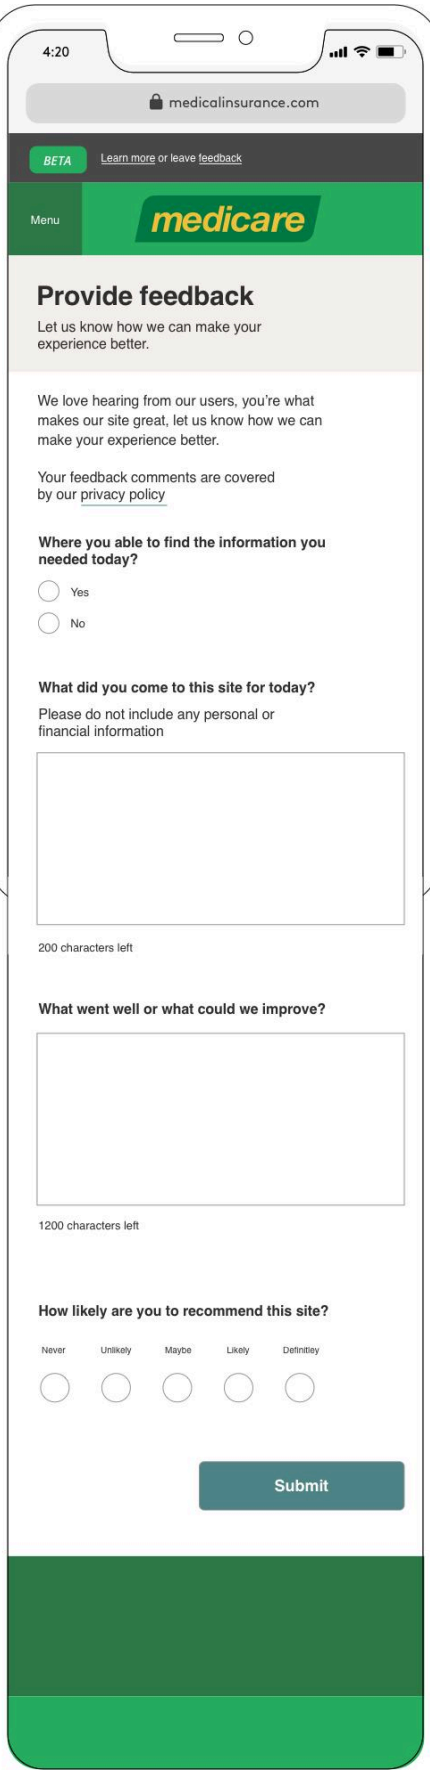 4:20
medicalinsurance.com
BETA
Learn more or leave feedback
Menu
medicare
Provide feedback
Let us know how we can make your
experience better.
We love hearing from our users, you're what
makes our site great, let us know how we can
make your experience better.
Your feedback comments are covered
by our privacy policy
Where you able to find the information you
needed today?
Yes
No
What did you come to this site for today?
Please do not include any personal or
financial information
200 characters left
What went well or what could we improve?
1200 characters left
How likely are you to recommend this site?
Never Unlikely Maybe Likely Definitley
Submit